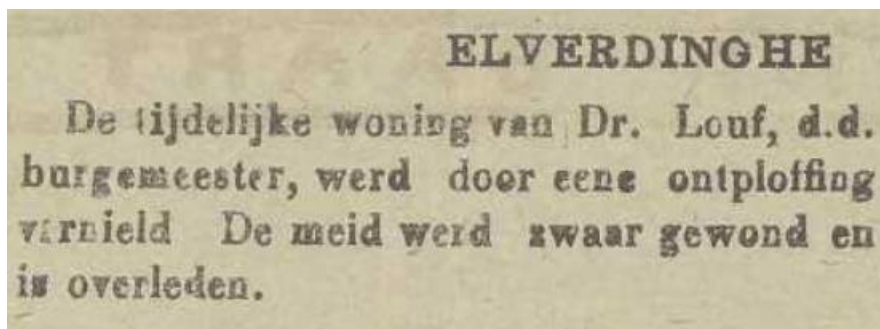 ELVERDINGHE
De tijdelijke woning van Dr. Louf, d.d.
burgemeester, werd door eene ontploffing
vernield De meid werd zwaar gewond en
is overleden.